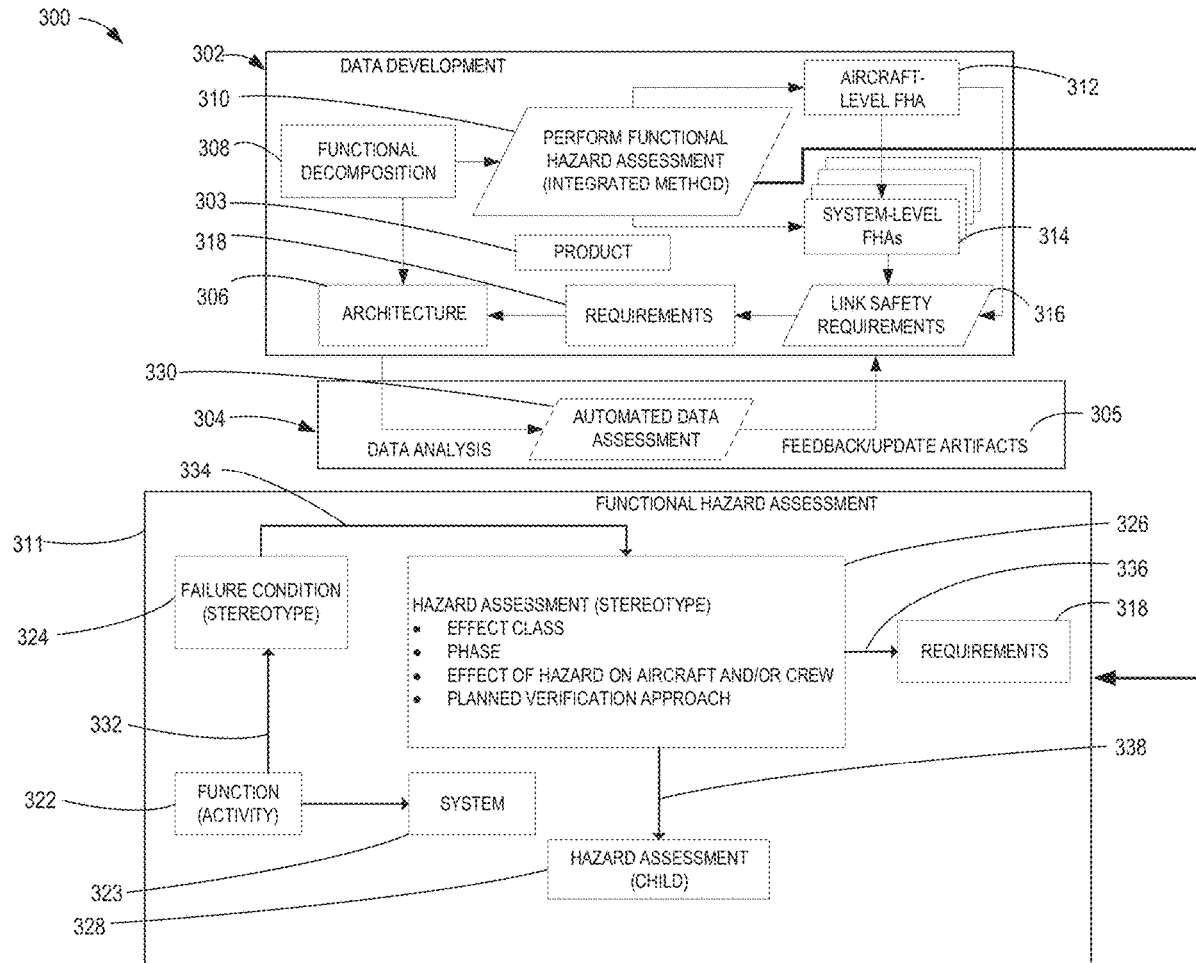 300
302
DATA DEVELOPMENT
310
AIRCRAFT-
LEVEL FHA
312
308
FUNCTIONAL
DECOMPOSITION
PERFORM FUNCTIONAL
HAZARD ASSESSMENT
(INTEGRATED METHOD)
303
318
PRODUCT
SYSTEM-LEVEL
FHAs
314
306
ARCHITECTURE
REQUIREMENTS
LINK SAFETY
REQUIREMENTS
316
330
304
AUTOMATED DATA
ASSESSMENT
305
DATA ANALYSIS
FEEDBACK/UPDATE ARTIFACTS
334
FUNCTIONAL HAZARD ASSESSMENT
311
326
336
318
FAILURE CONDITION
(STEREOTYPE)
324
HAZARD ASSESSMENT (STEREOTYPE)
• EFFECT CLASS
• PHASE
• EFFECT OF HAZARD ON AIRCRAFT AND/OR CREW
• PLANNED VERIFICATION APPROACH
REQUIREMENTS
332
338
322
FUNCTION
(ACTIVITY)
SYSTEM
323
HAZARD ASSESSMENT
(CHILD)
328